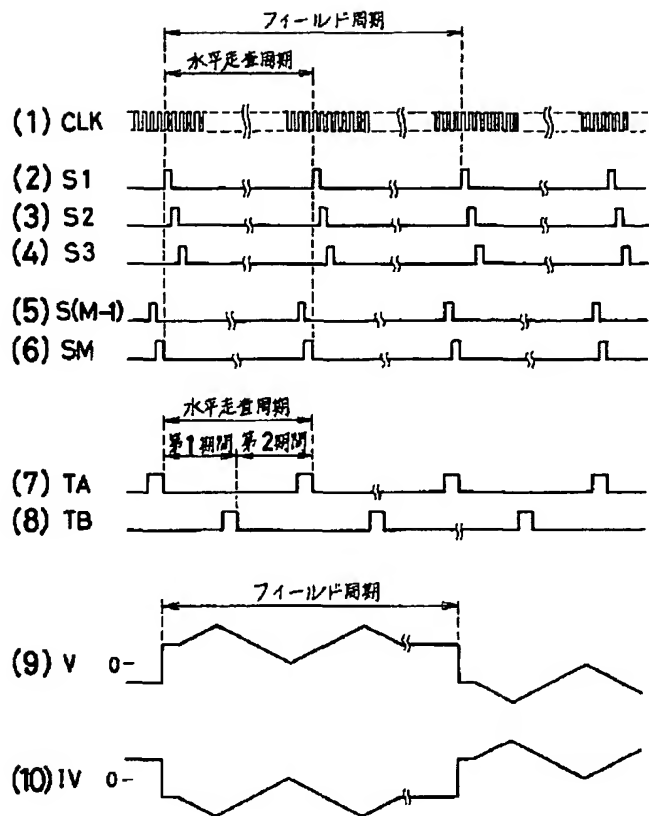 フィールド周期
水平走査周期
(1) CLK
(2) S1
(3) S2
(4) S3
(5) S(M-1)
(6) SM
水平走査周期
第1期間 第2期間
(7) TA
(8) TB
フィールド周期
(9) V 0-
(10) IV 0-